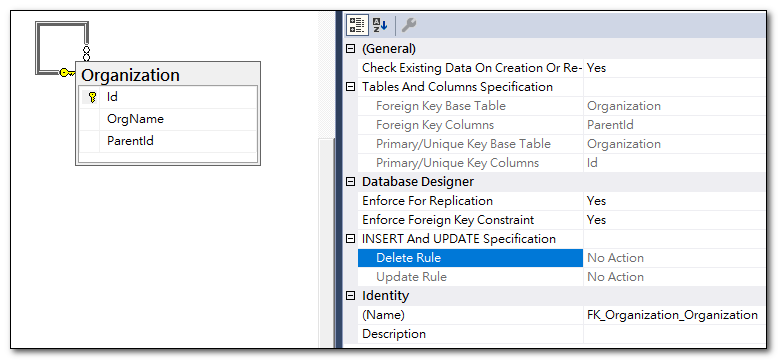 Organization
Id
OrgName
ParentId
(General)
Check Existing Data On Creation Or Re- Yes
Tables And Columns Specification
Foreign Key Base Table Organization
Foreign Key Columns ParentId
Primary/Unique Key Base Table Organization
Primary/Unique Key Columns Id
Database Designer
Enforce For Replication Yes
Enforce Foreign Key Constraint Yes
INSERT And UPDATE Specification
Delete Rule No Action
Update Rule No Action
Identity
(Name) FK_Organization_Organization
Description